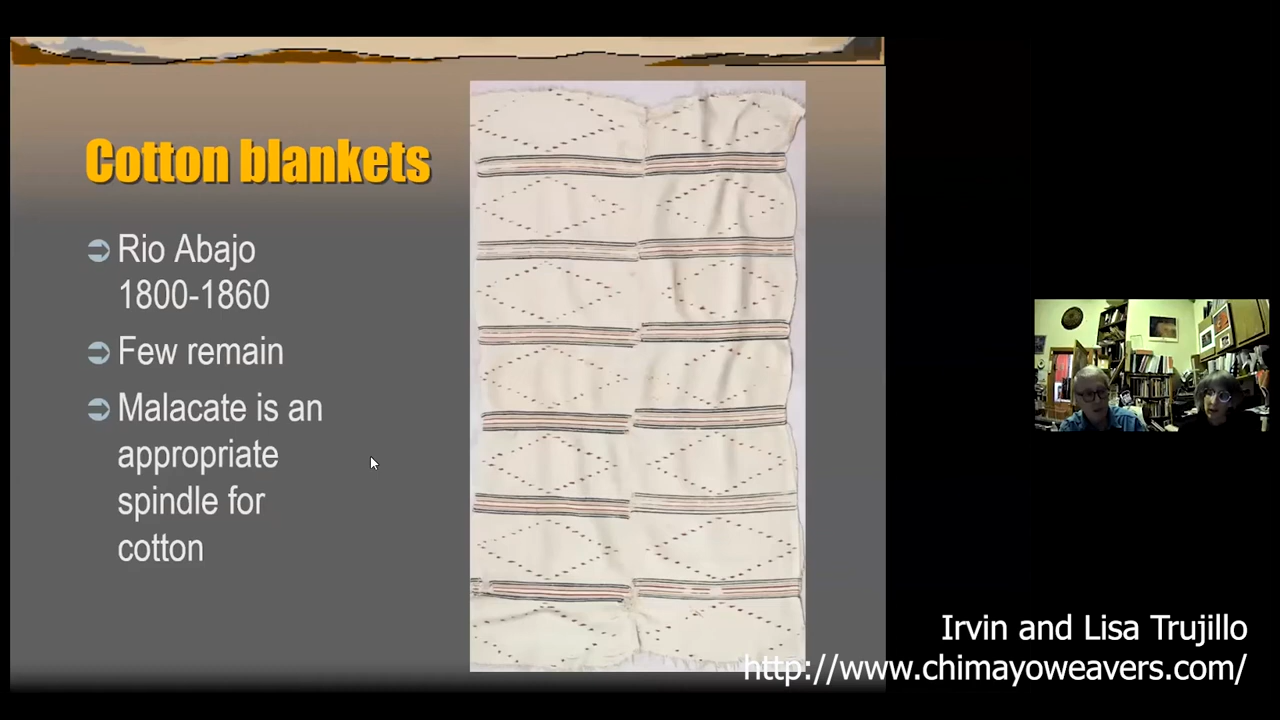 Cotton blankets
Rio Abajo
1800-1860
Few remain
Malacate is an
appropriate
spindle for
cotton
Irvin and Lisa Trujillo
http://www.chimayoweavers.com/